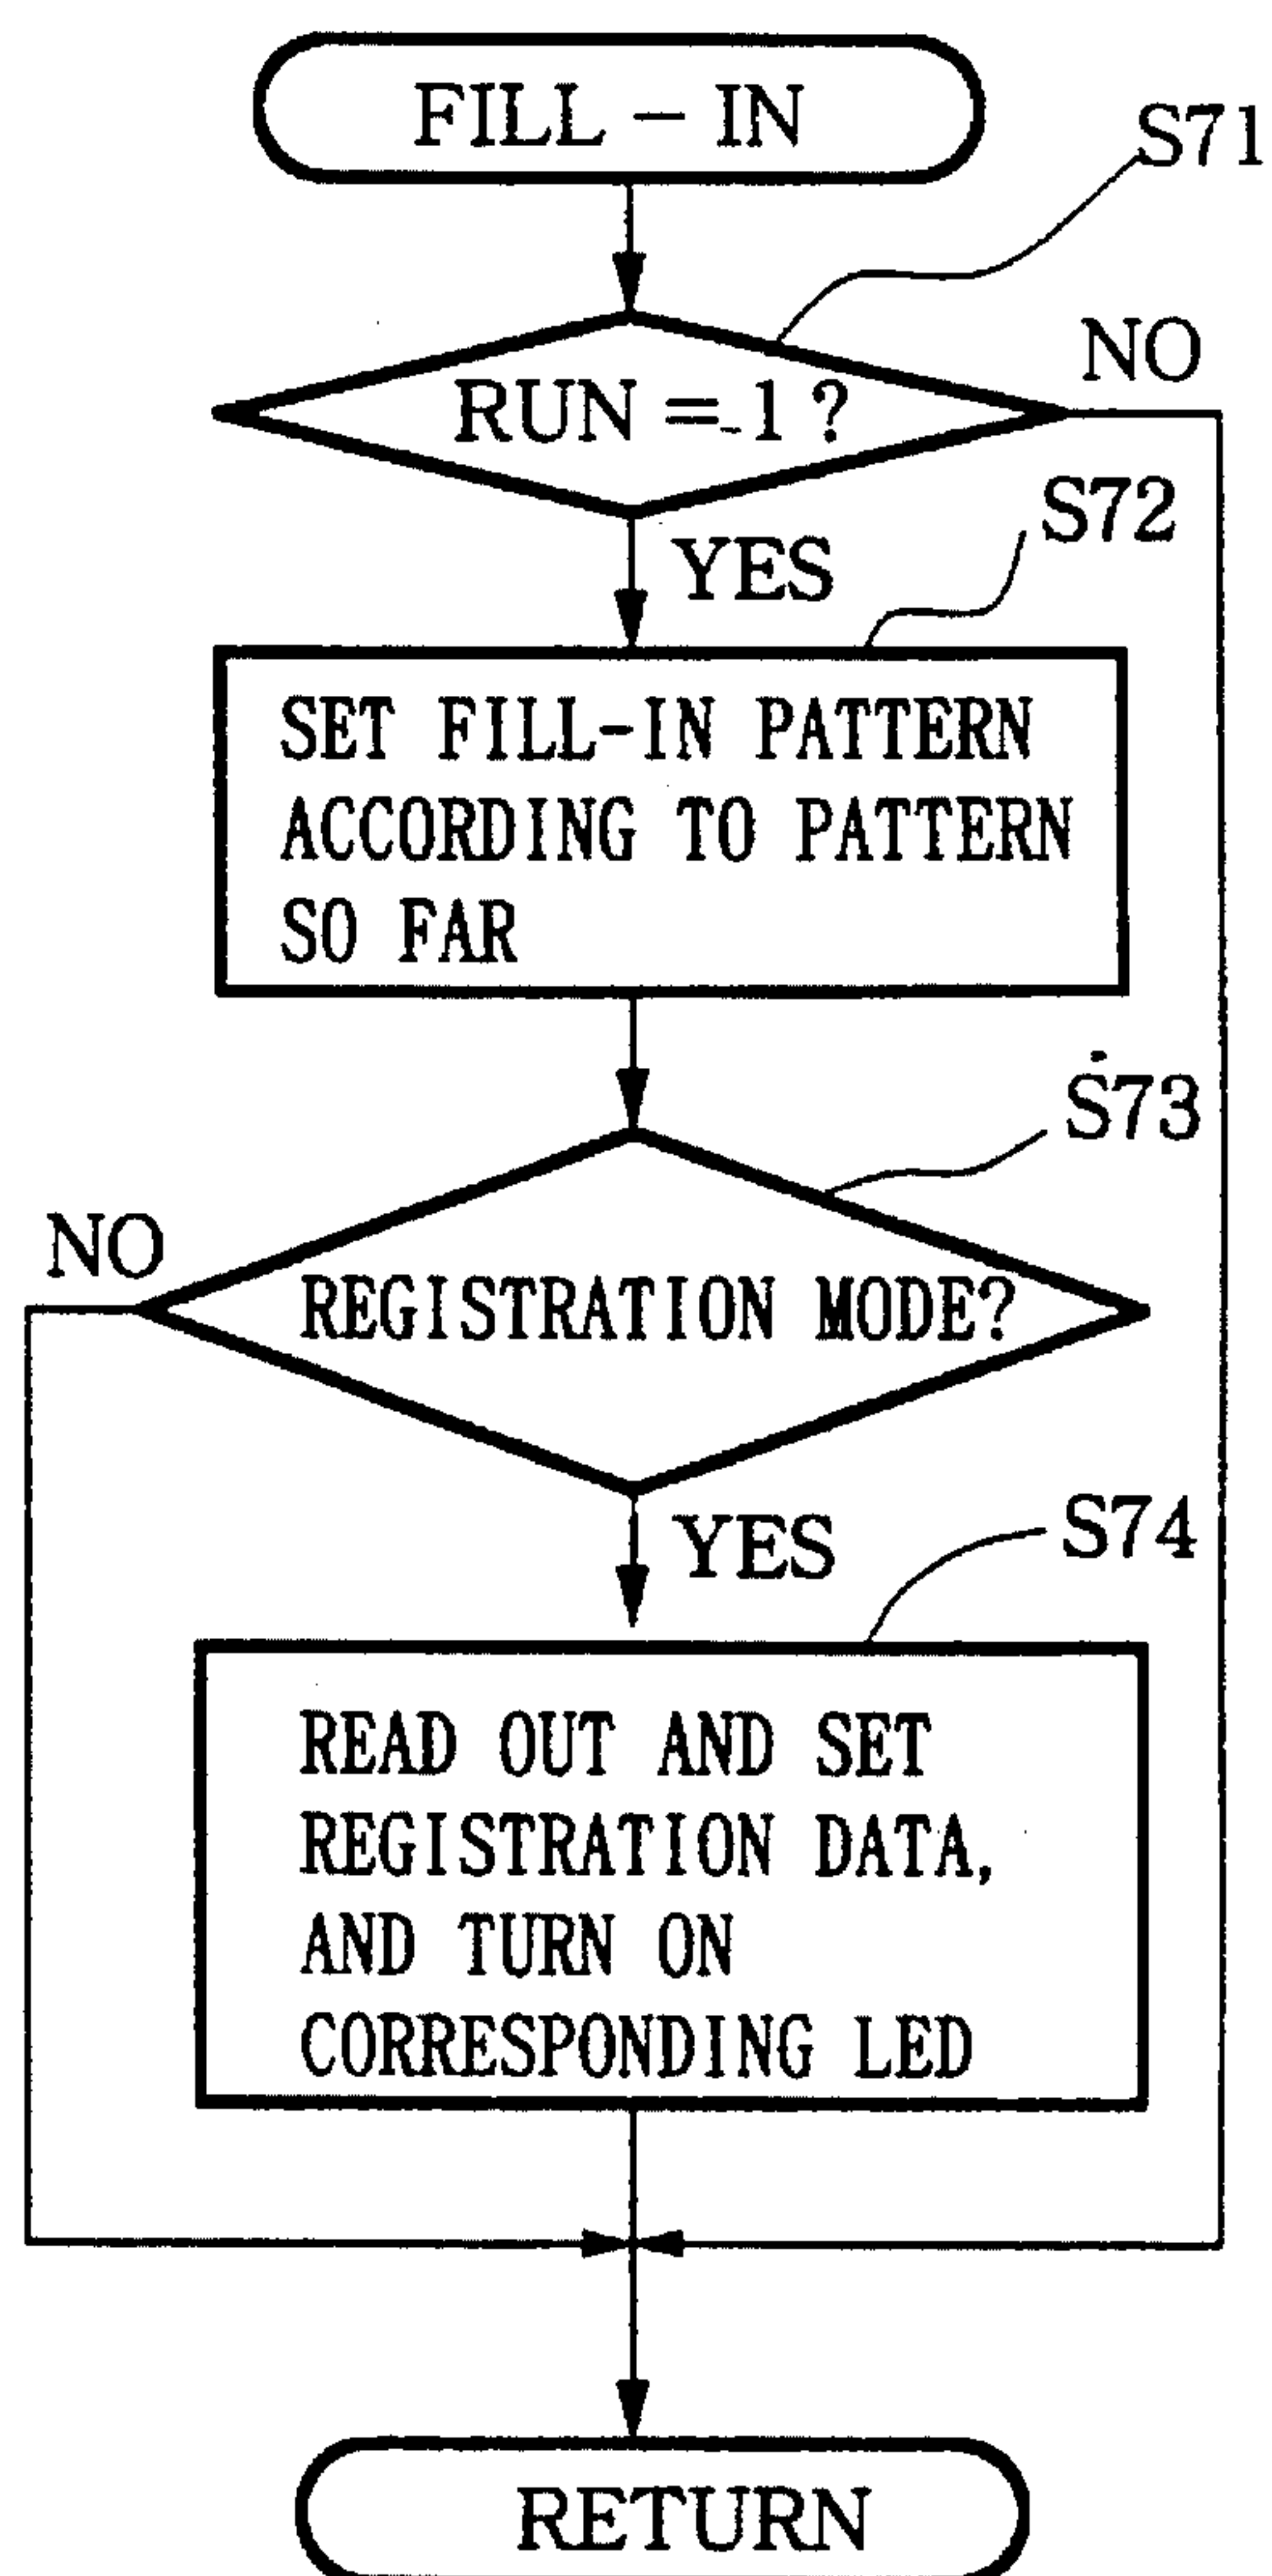 FILL - IN
S71
RUN = 1 ?
NO
S72
YES
SET FILL-IN PATTERN
ACCORDING TO PATTERN
SO FAR
S73
NO
REGISTRATION MODE?
YES
S74
READ OUT AND SET
REGISTRATION DATA,
AND TURN ON
CORRESPONDING LED
RETURN